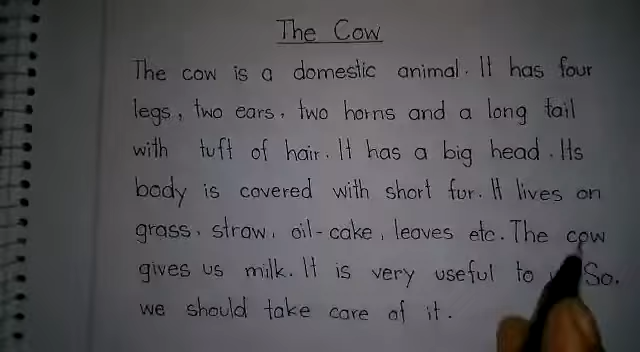 The Cow
The cow is a domestic animal. It has four
legs, two ears, two horns and a long tail
with tuft of hair. It has a big head. Its
body is covered with short fur. It lives on
grass, straw, oil-cake, leaves etc. The cow
gives us milk. It is very useful to So.
we should take care of it.